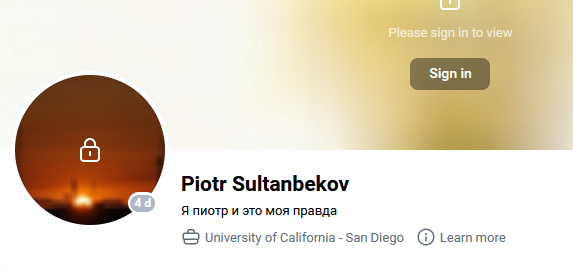 Please sign in to view
Sign in
4 d
Piotr Sultanbekov
Я пиотр и это моя правда
University of California - San Diego
Learn more